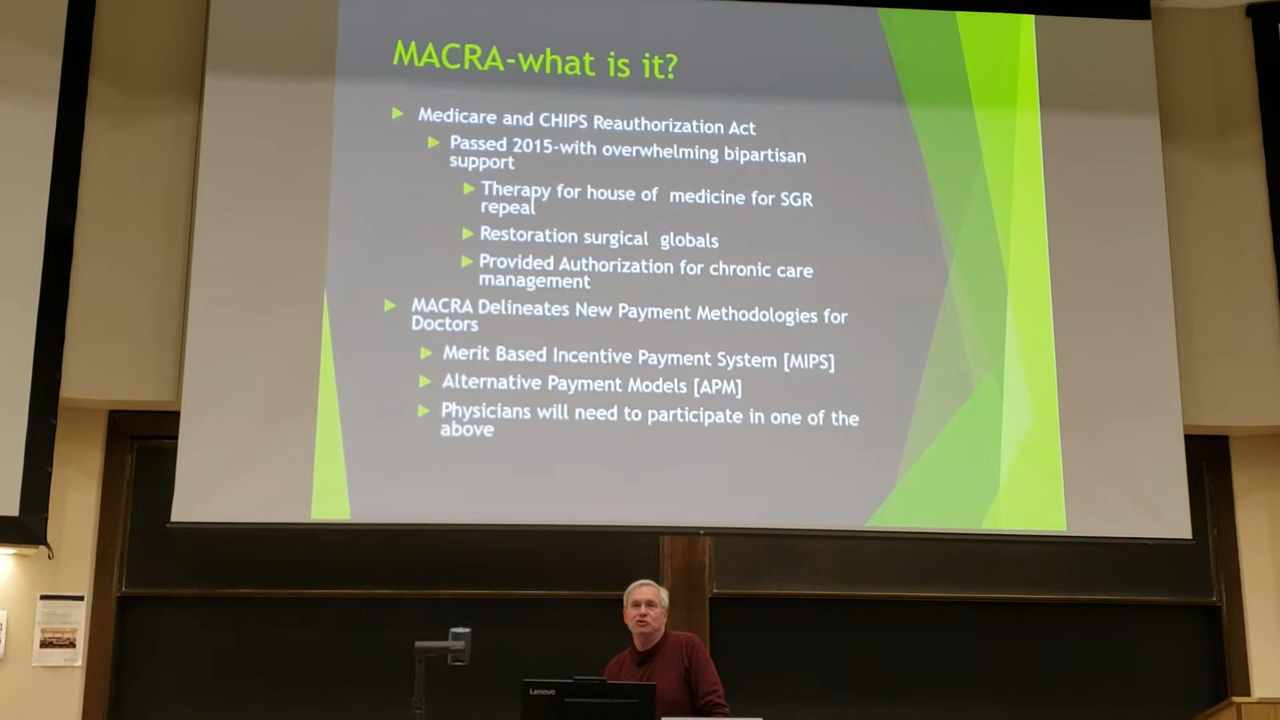 MACRA-what is it?
Medicare and CHIPS Reauthorization Act
Passed 2015-with overwhelming bipartisan
support
Therapy for house of medicine for SGR
repeal
Restoration surgical globals
Provided Authorization for chronic care
management
MACRA Delineates New Payment Methodologies for
Doctors
Merit Based Incentive Payment System [MIPS]
Alternative Payment Models [APM]
Physicians will need to participate in one of the
above
Lenovo